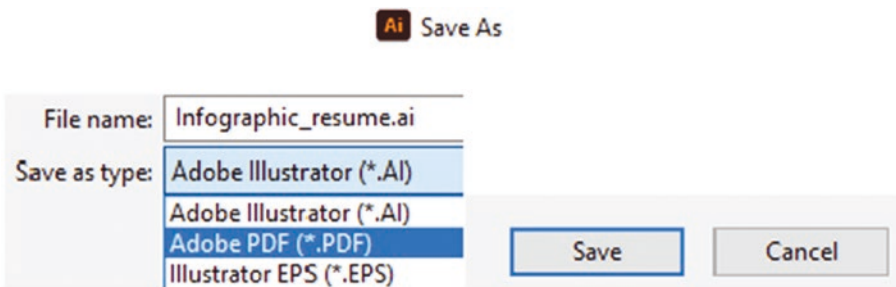 Ai Save As
File name: Infographic_resume.ai
Save as type: Adobe Illustrator (*.AI)
Adobe Illustrator (*.AI)
Adobe PDF (*.PDF)
Illustrator EPS (*.EPS)
Save Cancel